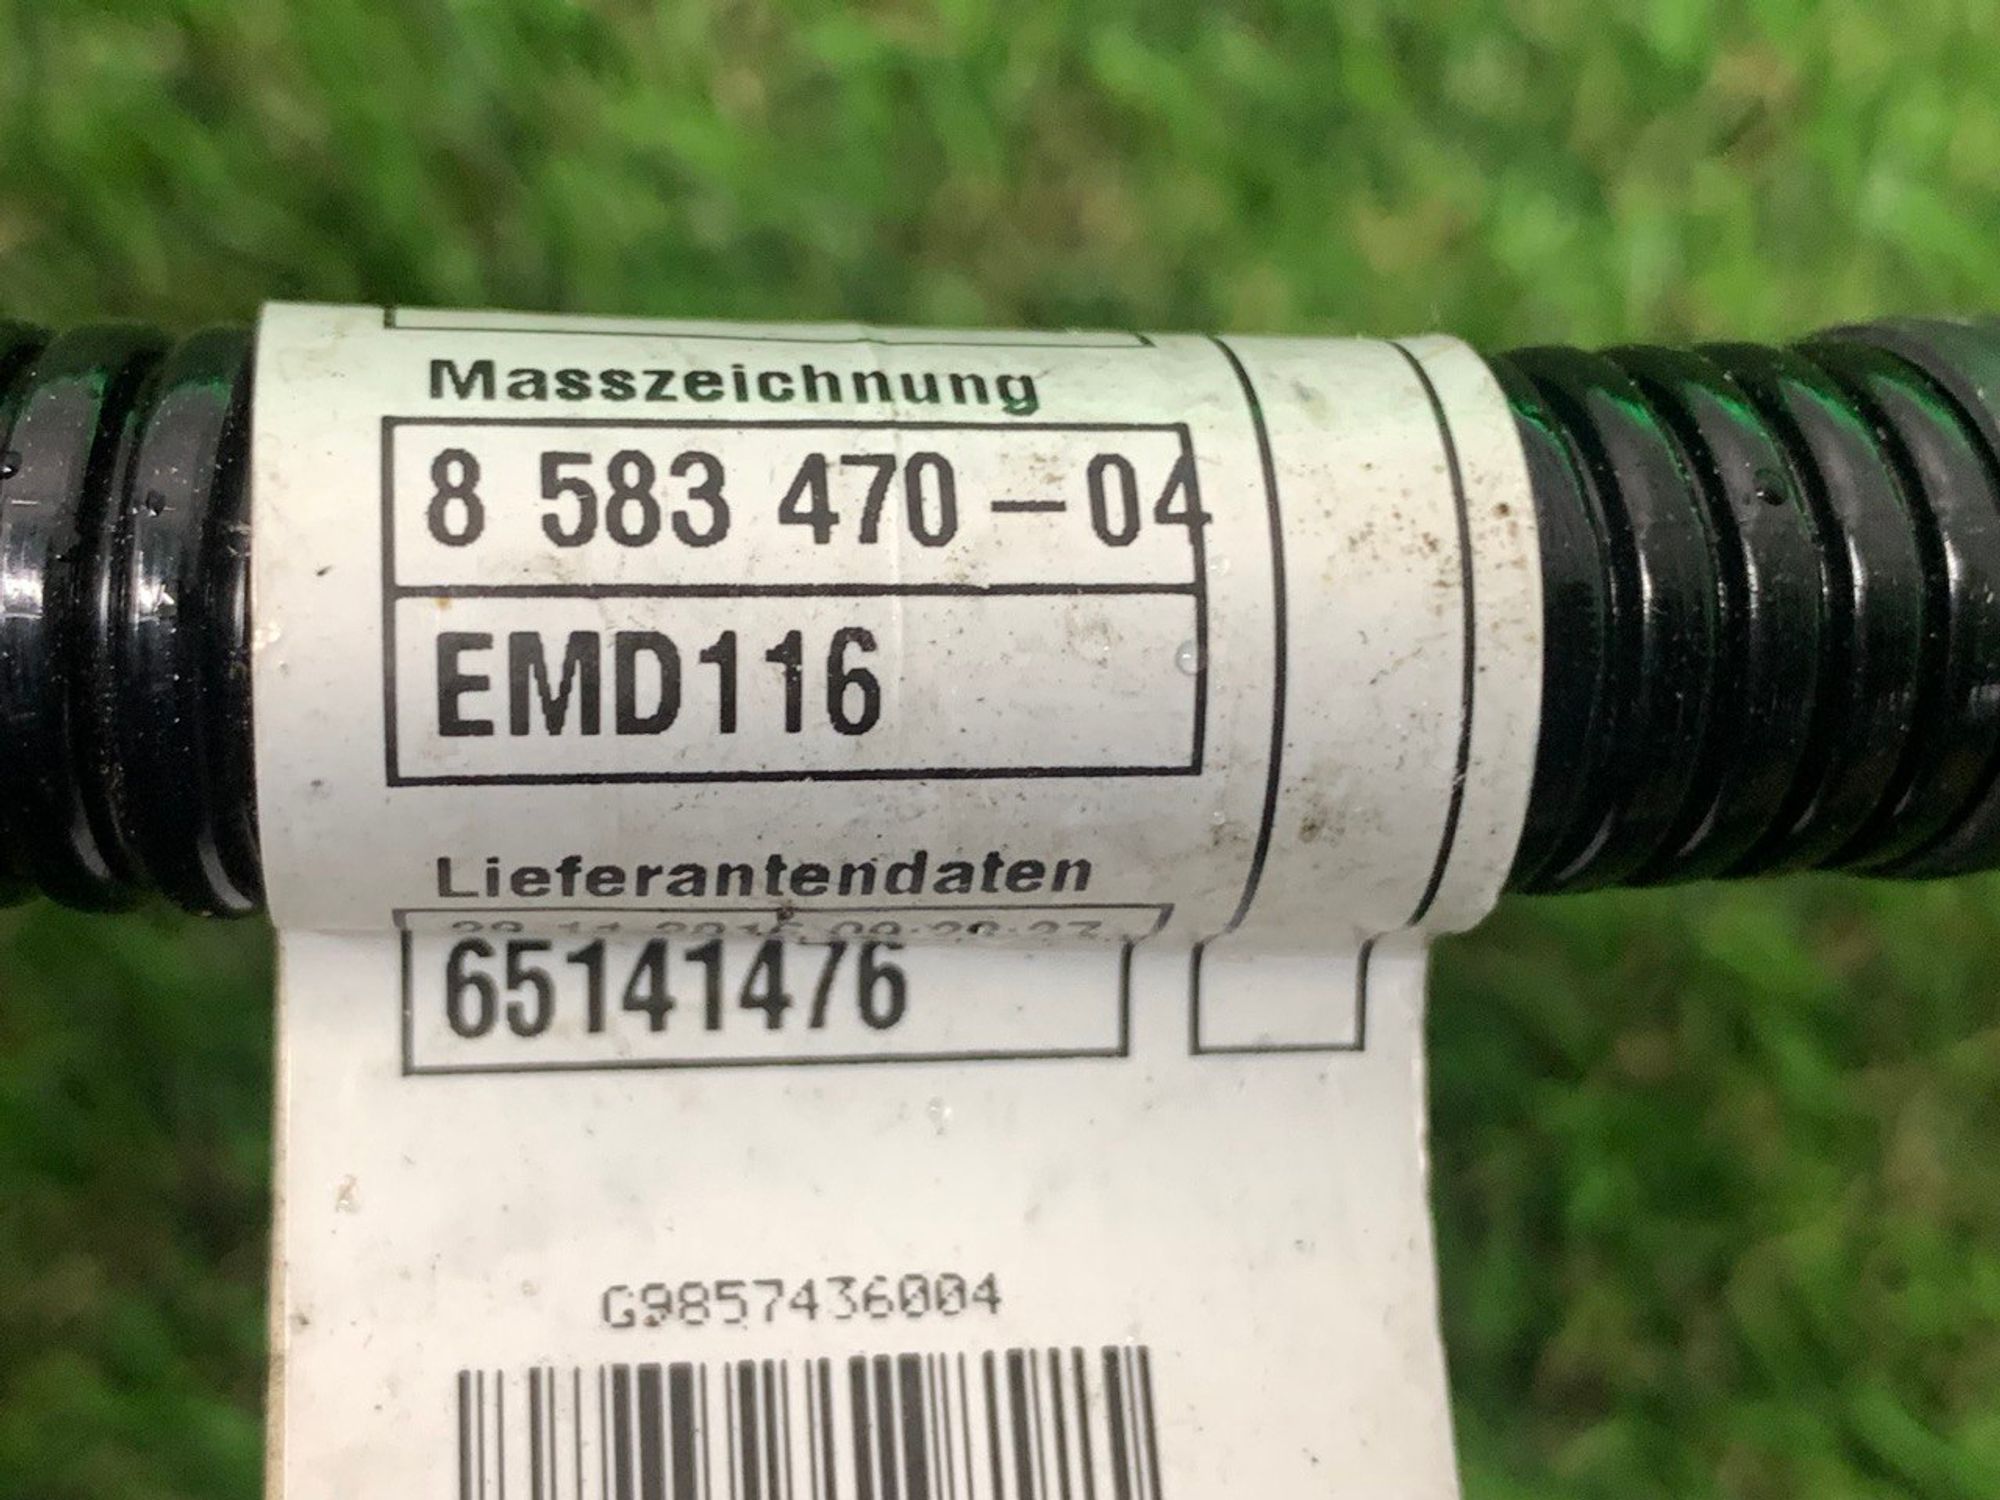 Masszeichnung
8 583 470-04
EMD116
Lieferantendaten
65141476
G9857436004